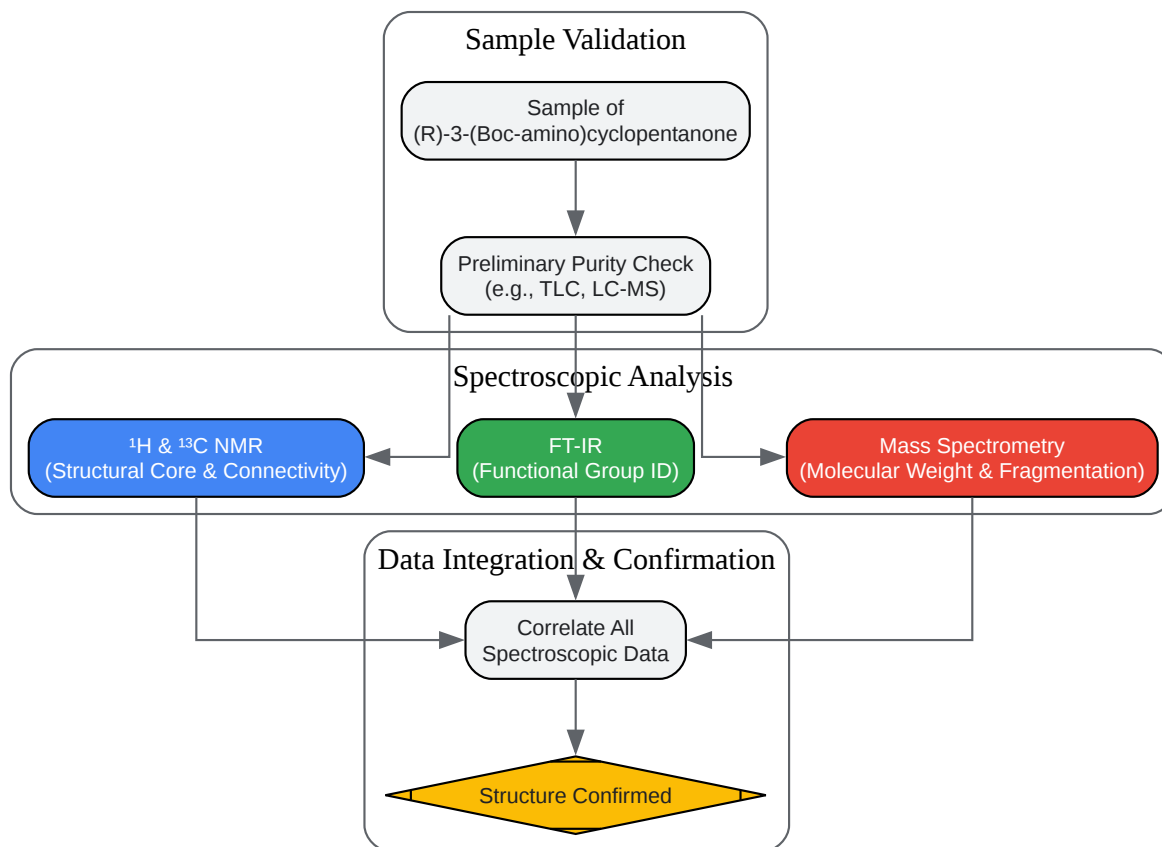 Sample Validation
Sample of
(R)-3-(Boc-amino)cyclopentanone
Preliminary Purity Check
(e.g., TLC, LC-MS)
Spectroscopic Analysis
¹H & ¹³C NMR
(Structural Core & Connectivity)
FT-IR
(Functional Group ID)
Mass Spectrometry
(Molecular Weight & Fragmentation)
Data Integration & Confirmation
Correlate All
Spectroscopic Data
Structure Confirmed